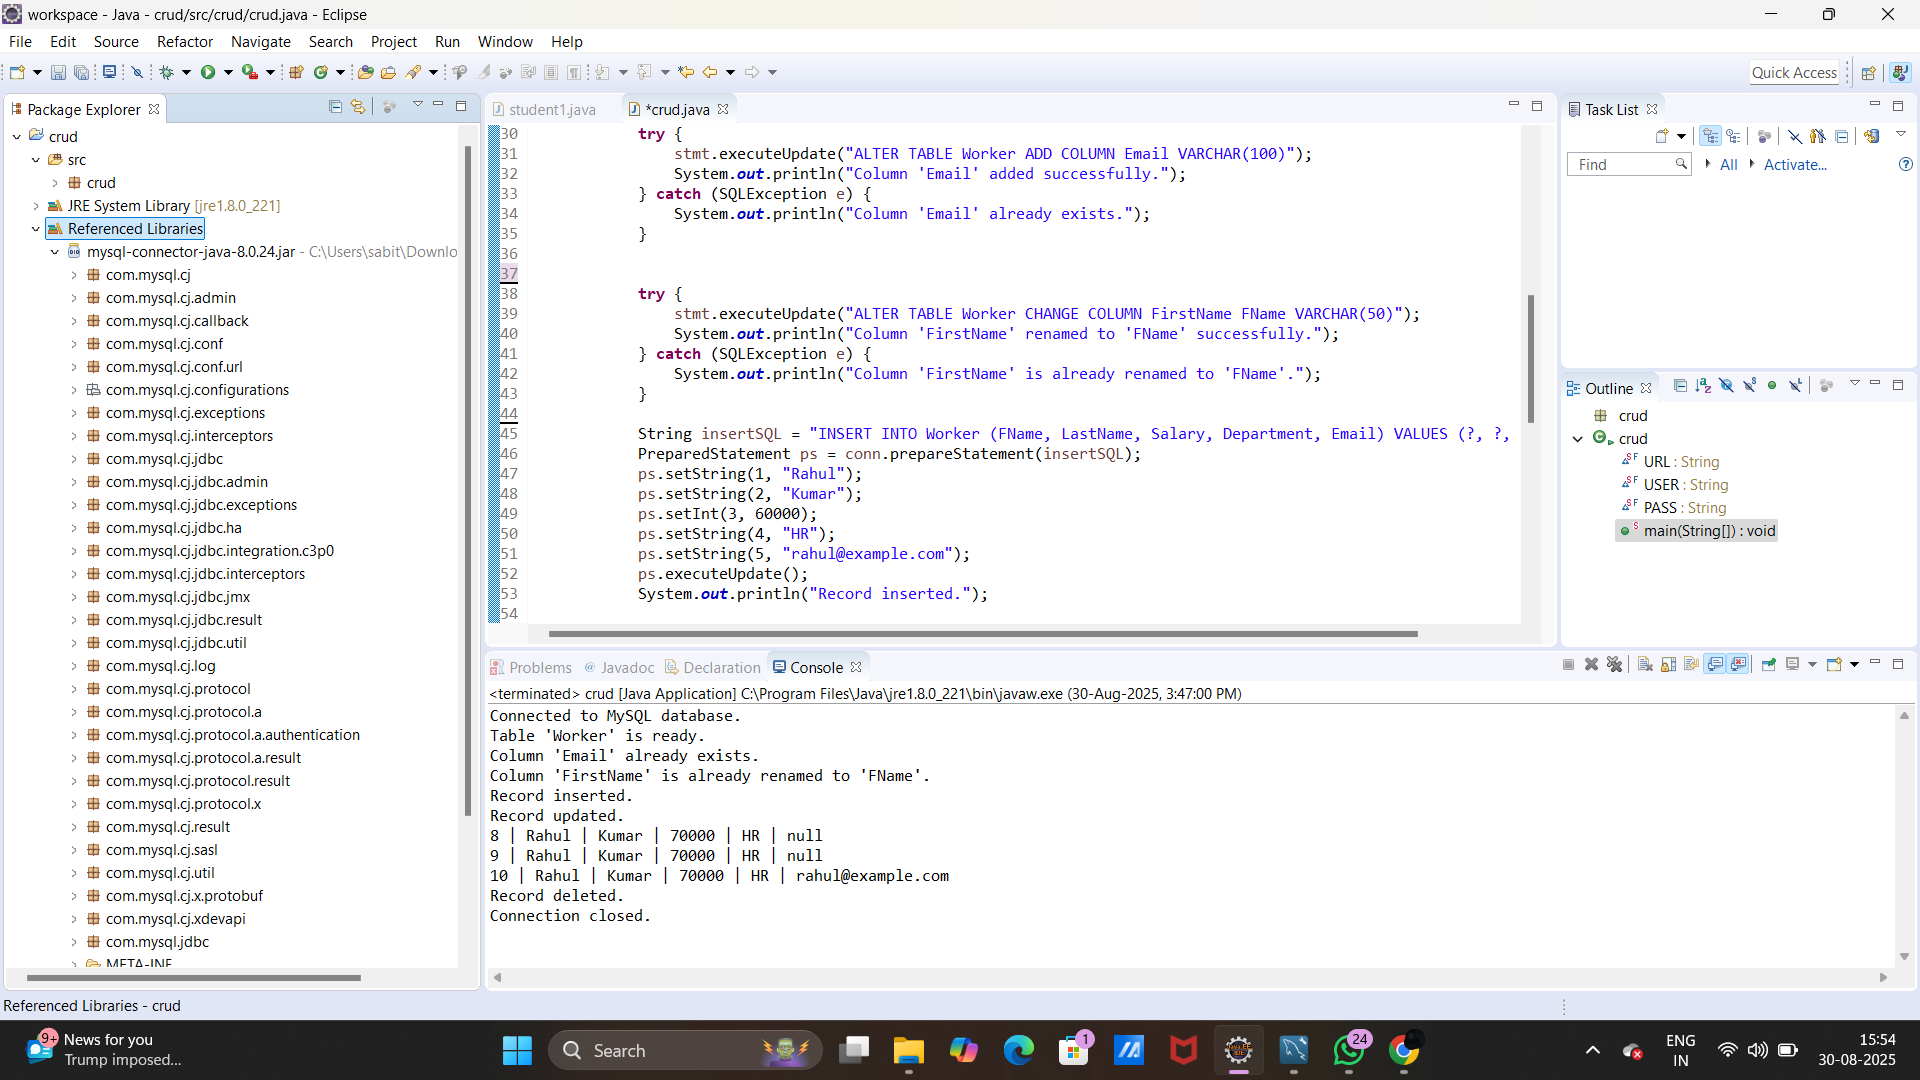 workspace - Java - crud/src/crud/crud.java - Eclipse
File Edit Source Refactor Navigate Search Project Run Window Help
Quick Access
Package Explorer
crud
src
crud
JRE System Library [jre1.8.0_221]
Referenced Libraries
mysql-connector-java-8.0.24.jar - C:\Users\sabit\Downlo
com.mysql.cj
com.mysql.cj.admin
com.mysql.cj.callback
com.mysql.cj.conf
com.mysql.cj.conf.url
com.mysql.cj.configurations
com.mysql.cj.exceptions
com.mysql.cj.interceptors
com.mysql.cj.jdbc
com.mysql.cj.jdbc.admin
com.mysql.cj.jdbc.exceptions
com.mysql.cj.jdbc.ha
com.mysql.cj.jdbc.integration.c3p0
com.mysql.cj.jdbc.interceptors
com.mysql.cj.jdbc.jmx
com.mysql.cj.jdbc.result
com.mysql.cj.jdbc.util
com.mysql.cj.log
com.mysql.cj.protocol
com.mysql.cj.protocol.a
com.mysql.cj.protocol.a.authentication
com.mysql.cj.protocol.a.result
com.mysql.cj.protocol.result
com.mysql.cj.protocol.x
com.mysql.cj.result
com.mysql.cj.sasl
com.mysql.cj.util
com.mysql.cj.x.protobuf
com.mysql.cj.xdevapi
com.mysql.jdbc
META-INF
student1.java *crud.java
30 try {
31 stmt.executeUpdate("ALTER TABLE Worker ADD COLUMN Email VARCHAR(100)");
32 System.out.println("Column 'Email' added successfully.");
33 } catch (SQLException e) {
34 System.out.println("Column 'Email' already exists.");
35 }
36
37
38 try {
39 stmt.executeUpdate("ALTER TABLE Worker CHANGE COLUMN FirstName FName VARCHAR(50)");
40 System.out.println("Column 'FirstName' renamed to 'FName' successfully.");
41 } catch (SQLException e) {
42 System.out.println("Column 'FirstName' is already renamed to 'FName'.");
43 }
44
45 String insertSQL = "INSERT INTO Worker (FName, LastName, Salary, Department, Email) VALUES (?, ?,
46 PreparedStatement ps = conn.prepareStatement(insertSQL);
47 ps.setString(1, "Rahul");
48 ps.setString(2, "Kumar");
49 ps.setInt(3, 60000);
50 ps.setString(4, "HR");
51 ps.setString(5, "rahul@example.com");
52 ps.executeUpdate();
53 System.out.println("Record inserted.");
54
Task List
Find All Activate...
Outline
crud
crud
URL : String
USER : String
PASS : String
main(String[]) : void
Problems Javadoc Declaration Console
<terminated> crud [Java Application] C:\Program Files\Java\jre1.8.0_221\bin\javaw.exe (30-Aug-2025, 3:47:00 PM)
Connected to MySQL database.
Table 'Worker' is ready.
Column 'Email' already exists.
Column 'FirstName' is already renamed to 'FName'.
Record inserted.
Record updated.
8 | Rahul | Kumar | 70000 | HR | null
9 | Rahul | Kumar | 70000 | HR | null
10 | Rahul | Kumar | 70000 | HR | rahul@example.com
Record deleted.
Connection closed.
Referenced Libraries - crud
9+
News for you
Trump imposed...
Search
1
24
ENG
IN
15:54
30-08-2025